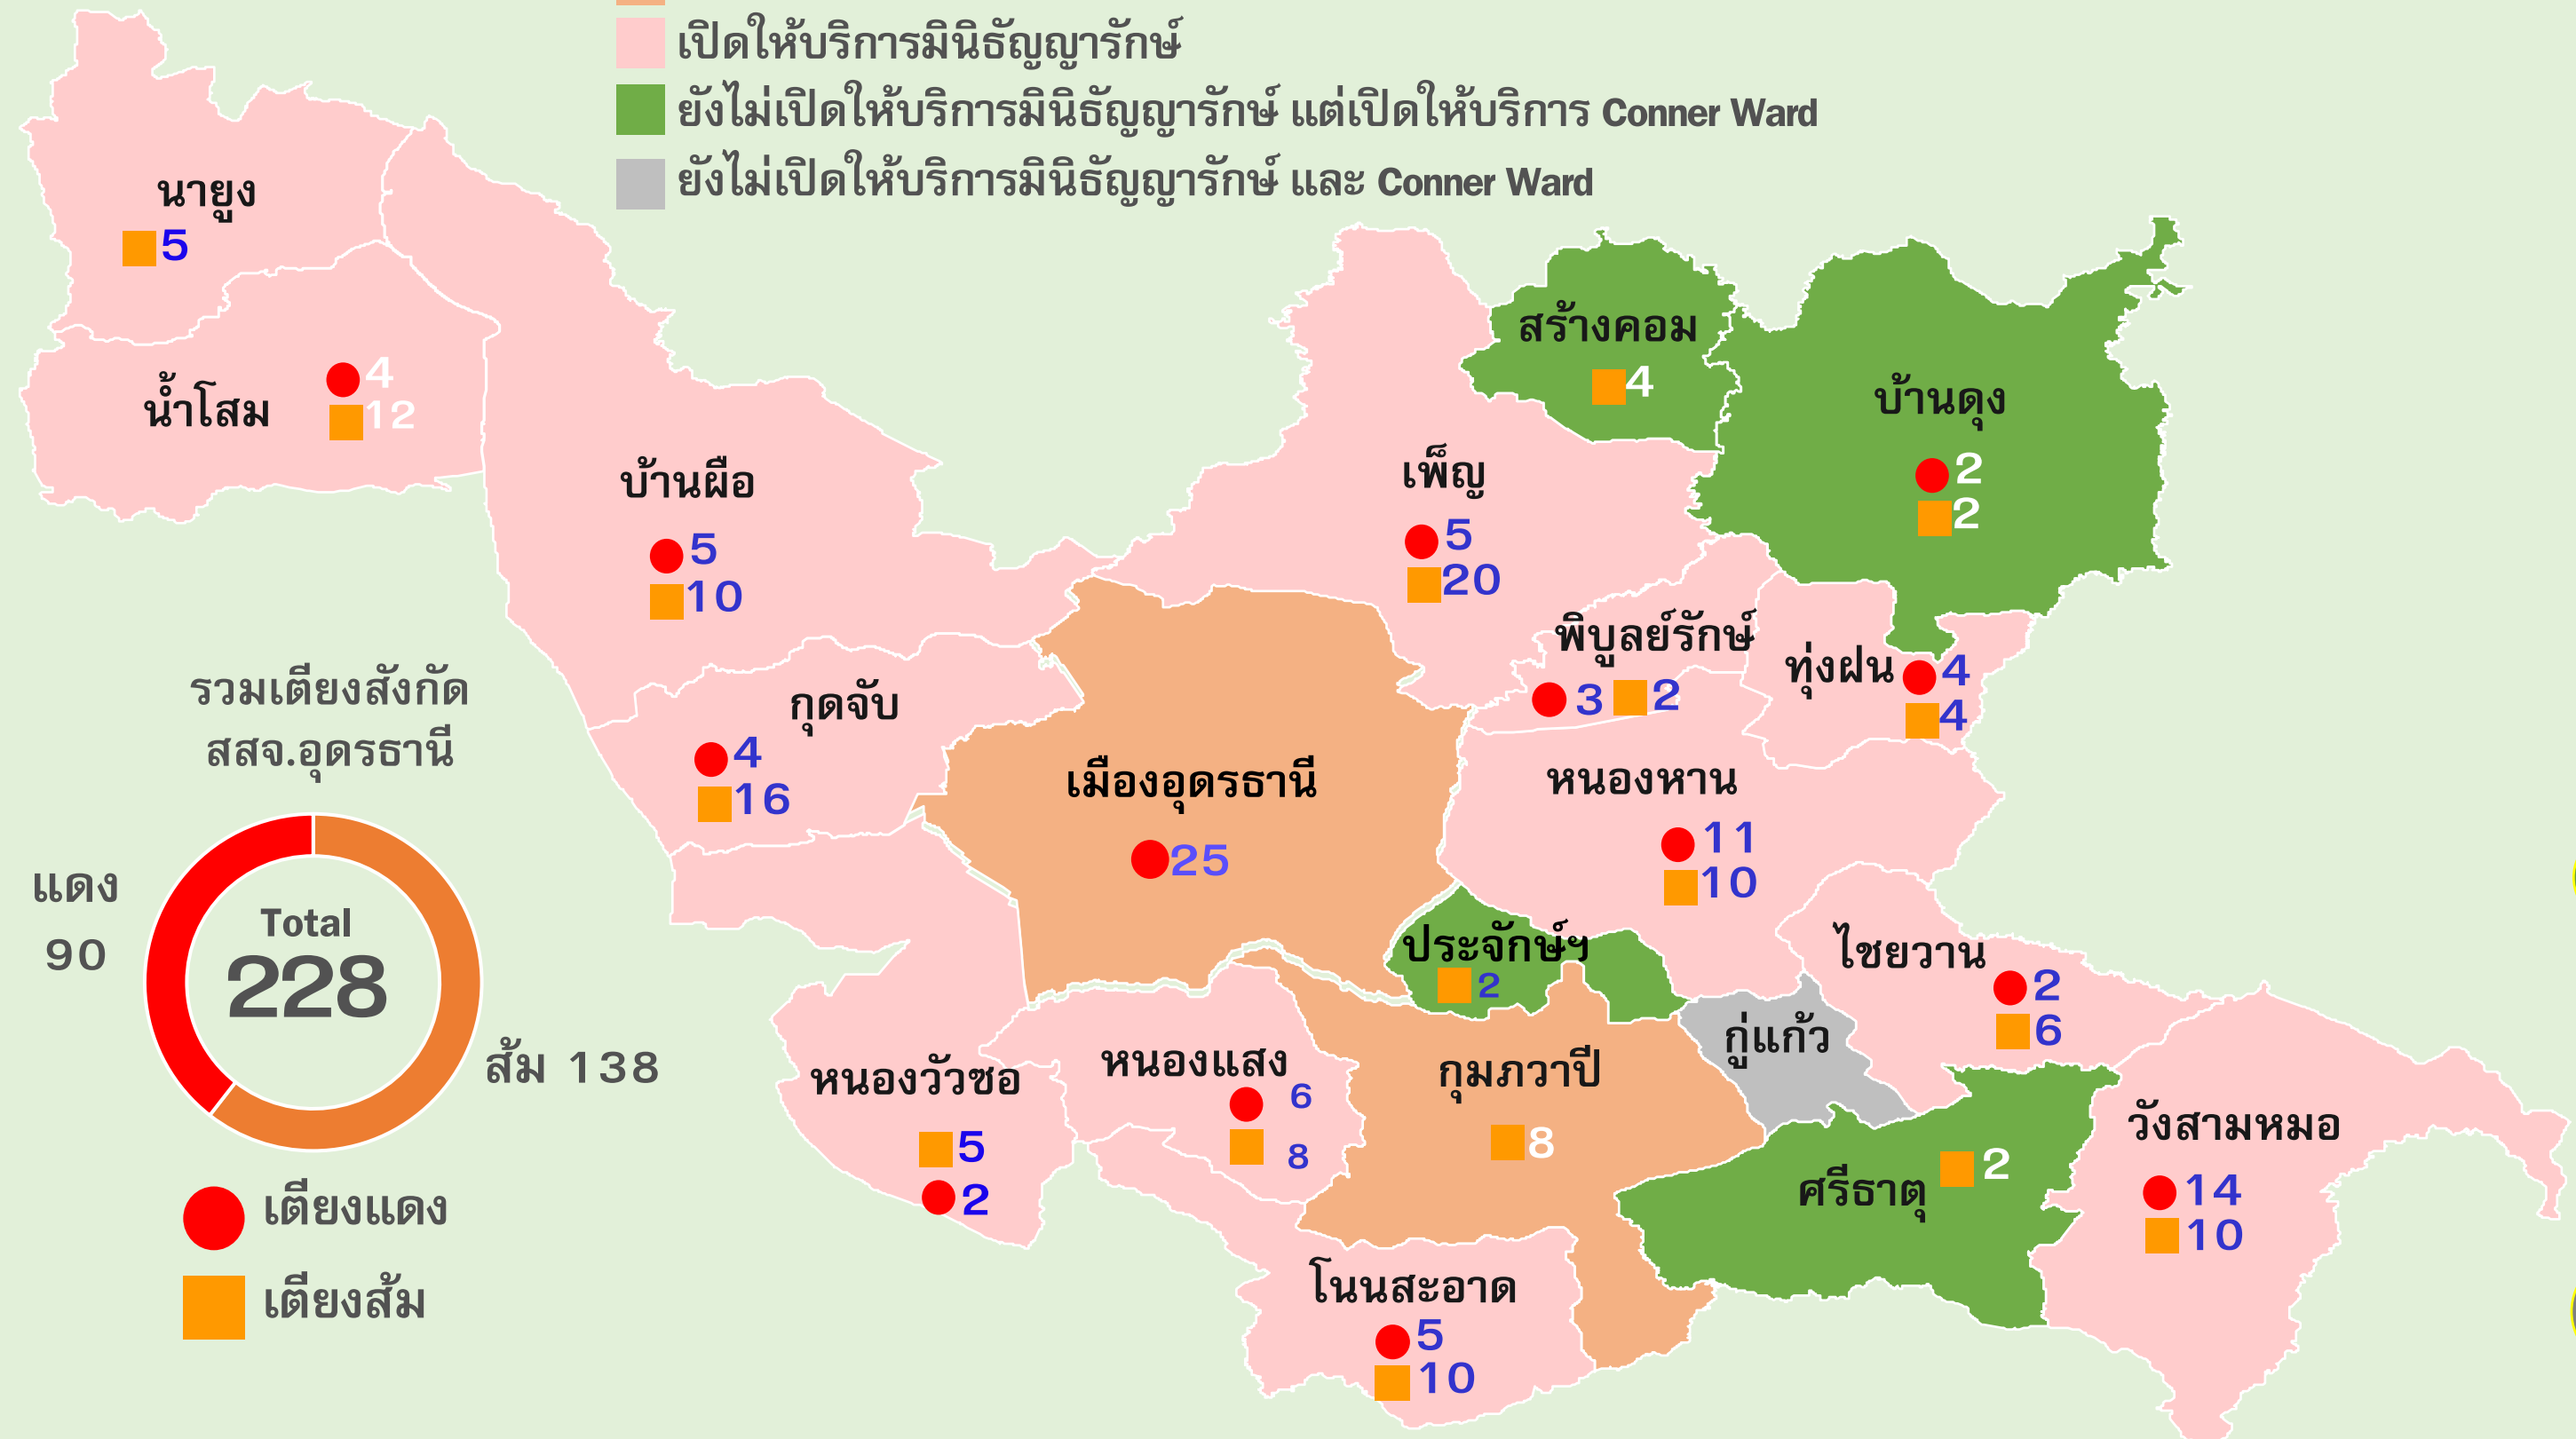 เปิดให้บริการมินิธัญญารักษ์
ยังไม่เปิดให้บริการมินิธัญญารักษ์ แต่เปิดให้บริการ Conner Ward
ยังไม่เปิดให้บริการมินิธัญญารักษ์ และ Conner Ward
นายูง
5
น้ำโสม
4
12
บ้านผือ
5
10
สร้างคอม
4
บ้านดุง
2
2
เพ็ญ
5
20
พิบูลย์รักษ์
3 2
ทุ่งฝน
4
4
กุดจับ
4
16
เมืองอุดรธานี
25
หนองหาน
11
10
ประจักษ์ฯ
2
ไชยวาน
2
6
กู่แก้ว
หนองวัวซอ
5
2
หนองแสง
6
8
กุมภวาปี
8
ศรีธาตุ
2
วังสามหมอ
14
10
โนนสะอาด
5
10
รวมเตียงสังกัด
สสจ.อุดรธานี
แดง
90
Total
228
ส้ม 138
เตียงแดง
เตียงส้ม